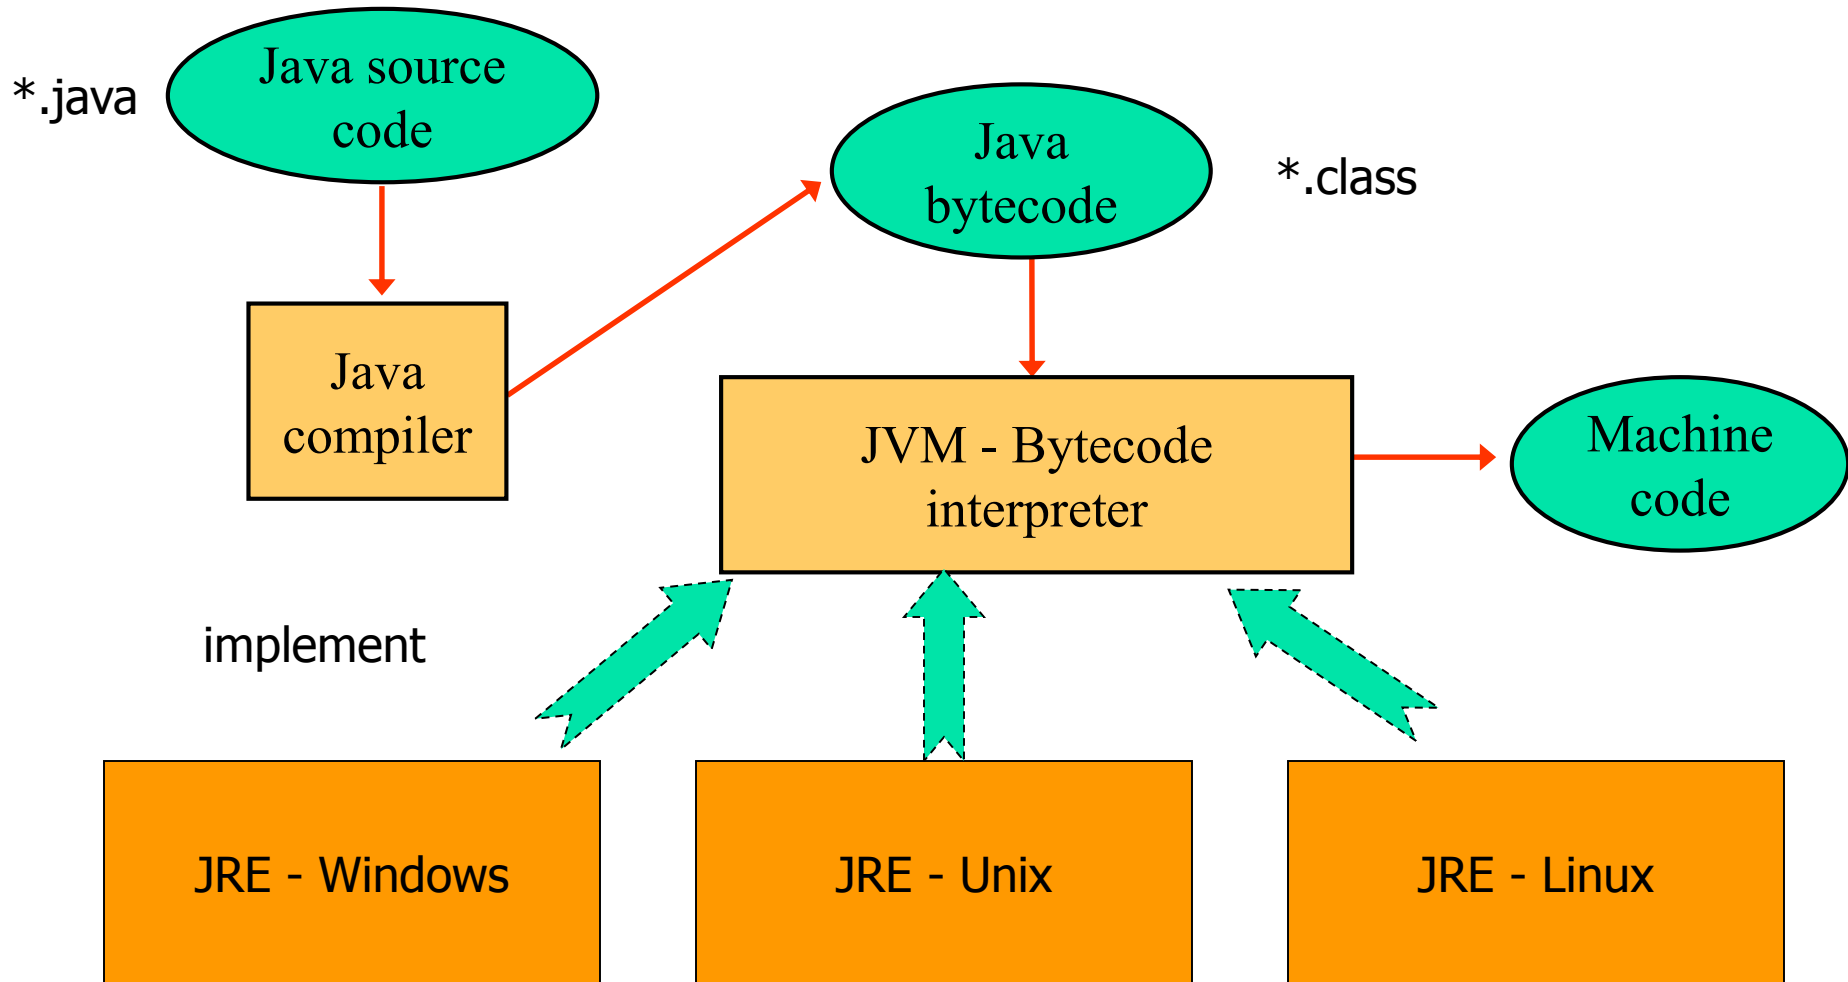 *.java
Java source
code
Java
bytecode
*.class
Java
compiler
JVM - Bytecode
interpreter
Machine
code
implement
JRE - Windows
JRE - Unix
JRE - Linux